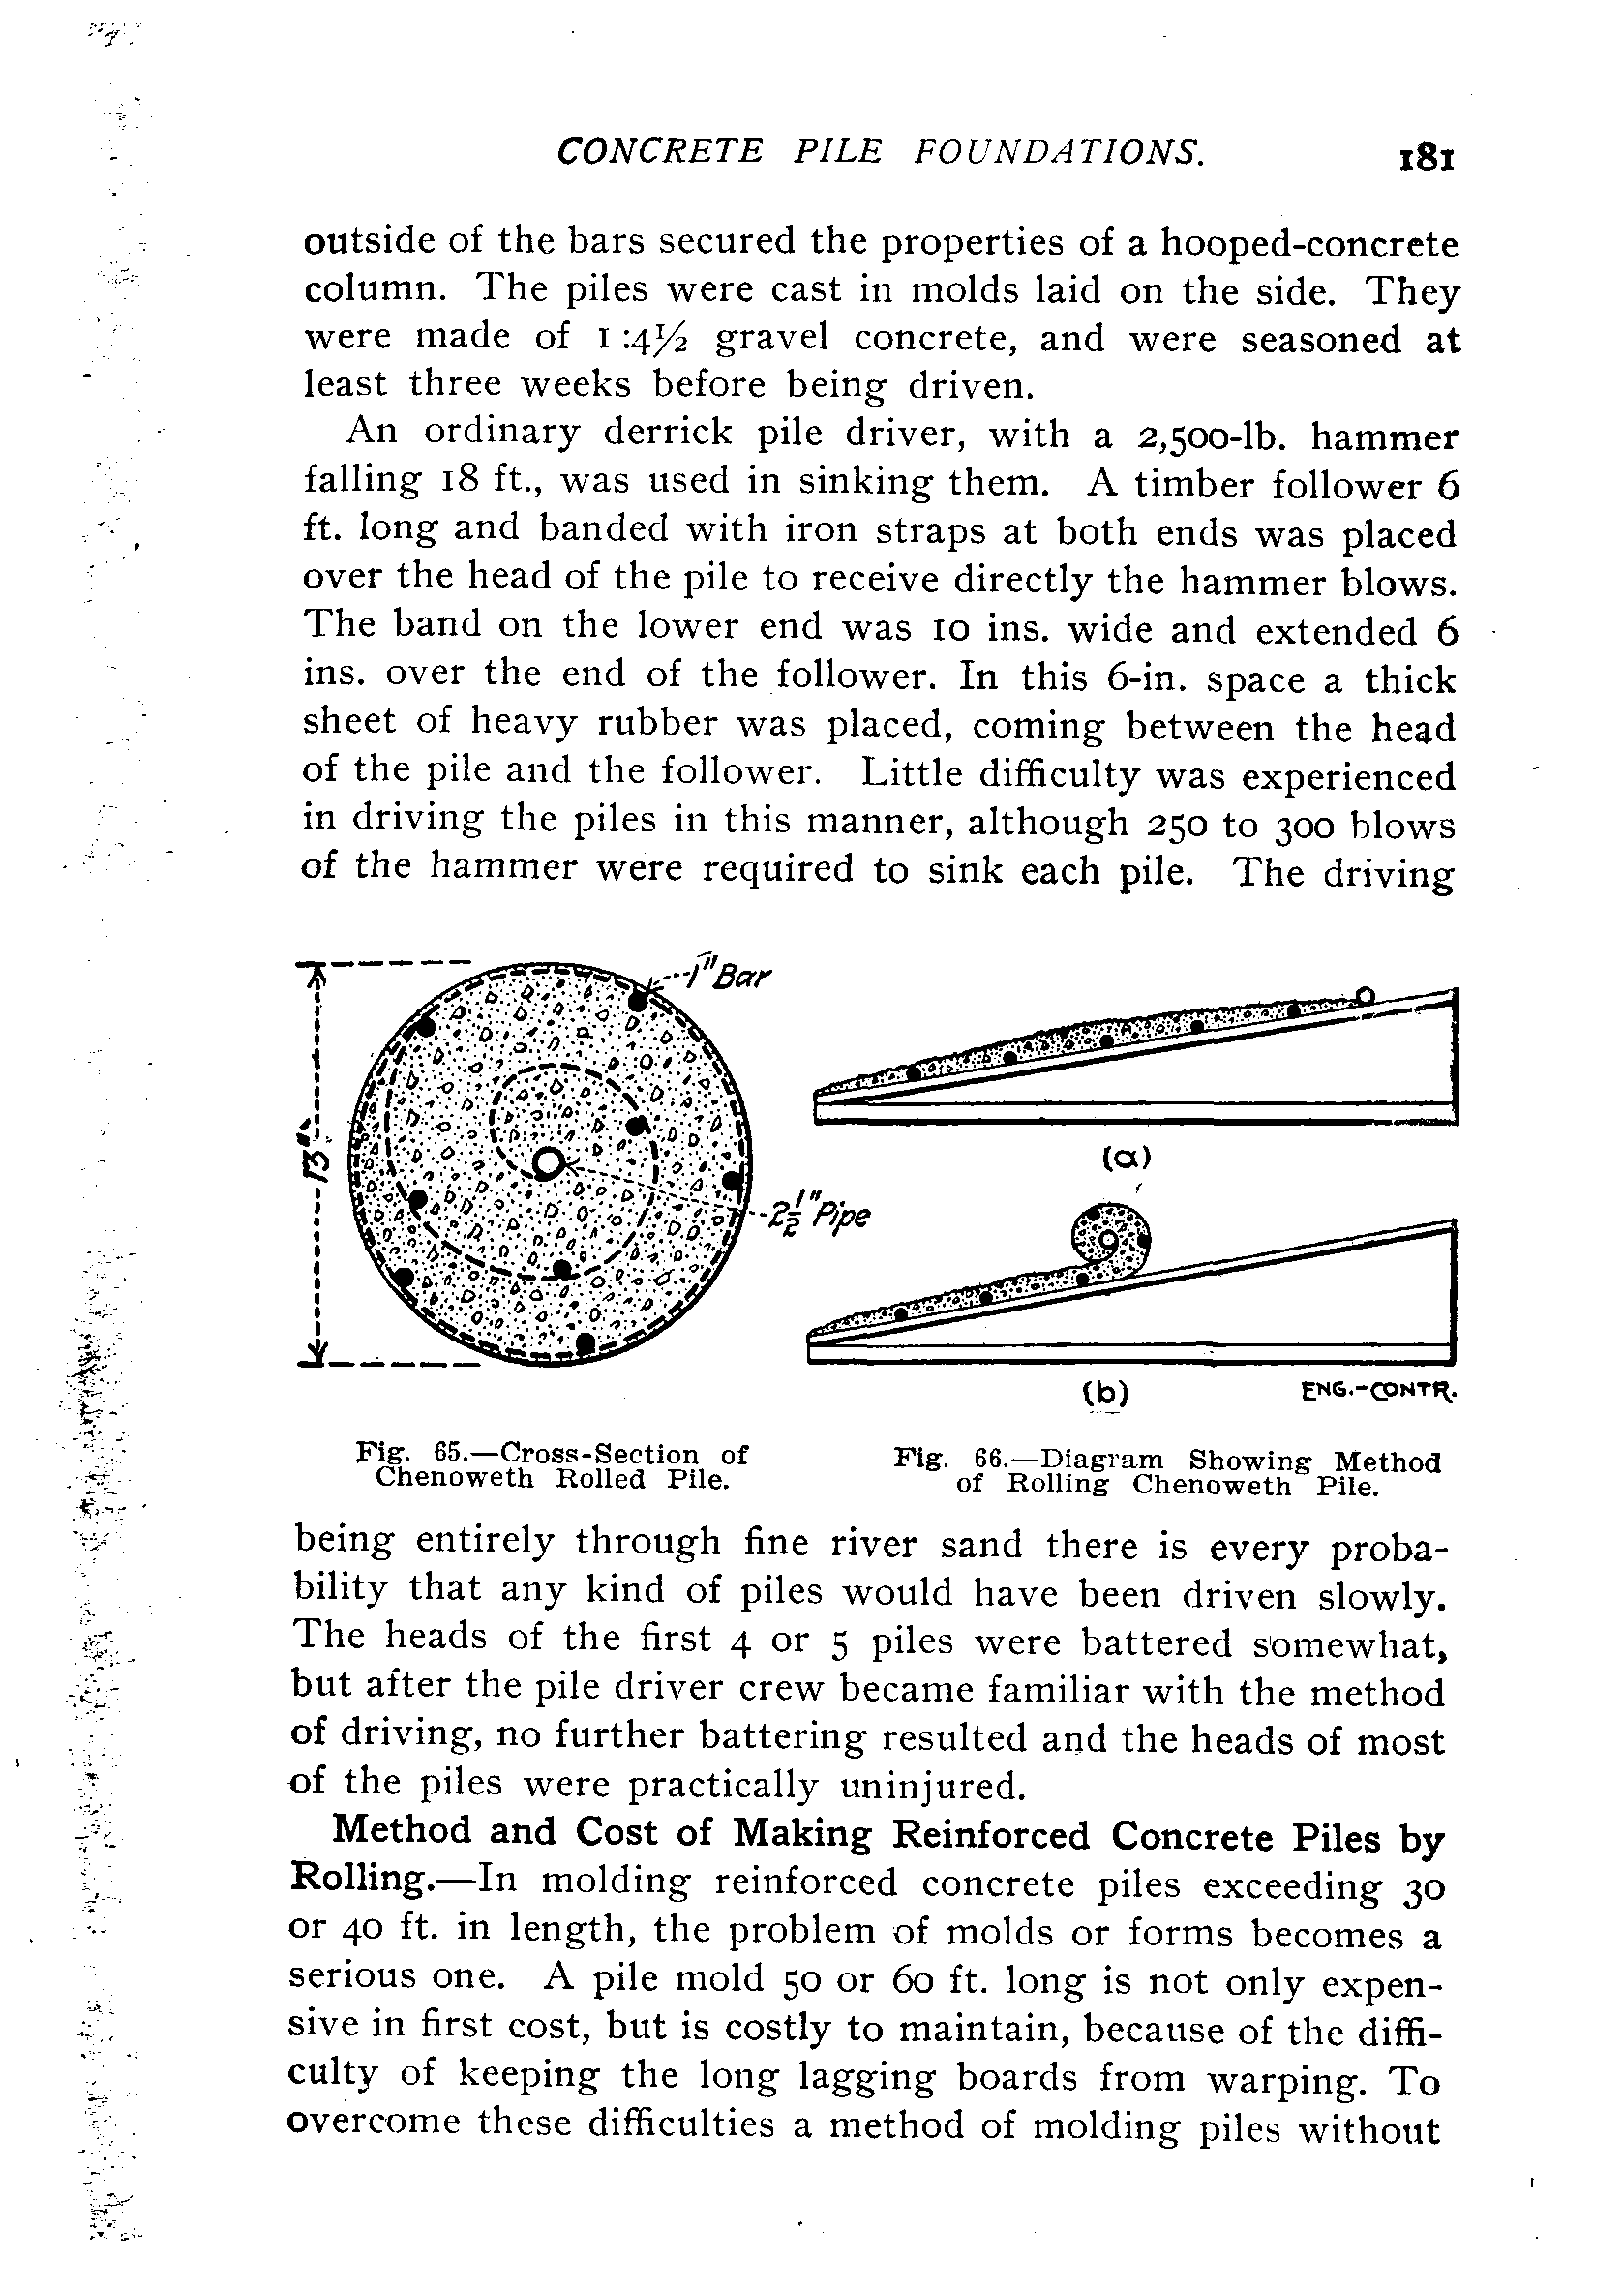 CONCRETE PILE FOUNDATIONS. 181
outside of the bars secured the properties of a hooped-concrete
column. The piles were cast in molds laid on the side. They
were made of 1:4½ gravel concrete, and were seasoned at
least three weeks before being driven.
An ordinary derrick pile driver, with a 2,500-lb. hammer
falling 18 ft., was used in sinking them. A timber follower 6
ft. long and banded with iron straps at both ends was placed
over the head of the pile to receive directly the hammer blows.
The band on the lower end was 10 ins. wide and extended 6
ins. over the end of the follower. In this 6-in. space a thick
sheet of heavy rubber was placed, coming between the head
of the pile and the follower. Little difficulty was experienced
in driving the piles in this manner, although 250 to 300 blows
of the hammer were required to sink each pile. The driving
1" Bar
13"
2½" Pipe
(a)
(b)
ENG.-CONTR.
Fig. 65.—Cross-Section of
Chenoweth Rolled Pile.
Fig. 66.—Diagram Showing Method
of Rolling Chenoweth Pile.
being entirely through fine river sand there is every proba-
bility that any kind of piles would have been driven slowly.
The heads of the first 4 or 5 piles were battered somewhat,
but after the pile driver crew became familiar with the method
of driving, no further battering resulted and the heads of most
of the piles were practically uninjured.
Method and Cost of Making Reinforced Concrete Piles by
Rolling.—In molding reinforced concrete piles exceeding 30
or 40 ft. in length, the problem of molds or forms becomes a
serious one. A pile mold 50 or 60 ft. long is not only expen-
sive in first cost, but is costly to maintain, because of the diffi-
culty of keeping the long lagging boards from warping. To
overcome these difficulties a method of molding piles without